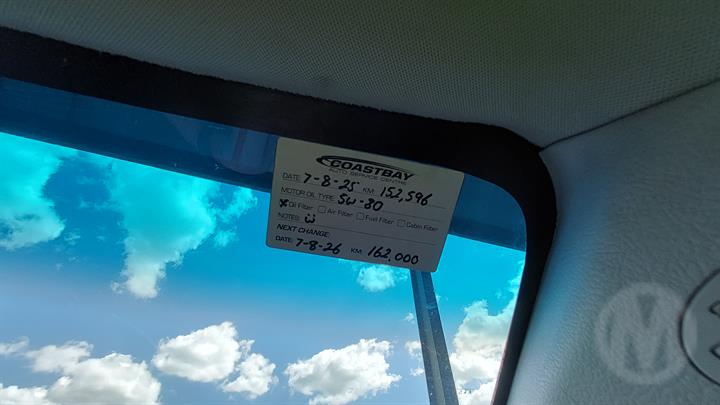 COASTBAY
AUTO SERVICE CENTRE
DATE: 7-8-25 KM: 152,596
MOTOR OIL TYPE: 5W-30
Oil Filter Air Filter Fuel Filter Cabin Filter
NOTES: ü
NEXT CHANGE:
DATE: 7-8-26 KM: 162,000
M